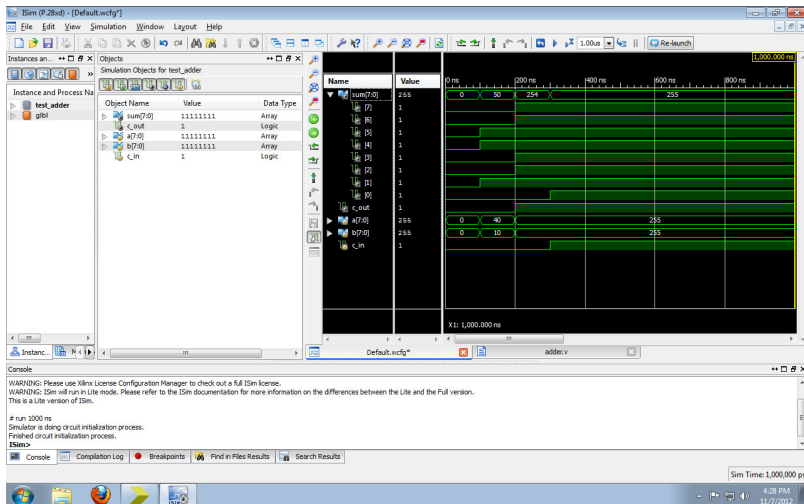 ISim (P.28xd) - [Default.wcfg*]
File Edit View Simulation Window Layout Help
1.00us Re-launch
Instances an...
Instance and Process Na
test_adder
glbl
Instanc...
Objects
Simulation Objects for test_adder
Object Name Value Data Type
sum[7:0] 11111111 Array
c_out 1 Logic
a[7:0] 11111111 Array
b[7:0] 11111111 Array
c_in 1 Logic
1,000.000 ns
Name Value 0 ns 200 ns 400 ns 600 ns 800 ns
sum[7:0] 255 0 50 254 255
[7] 1
[6] 1
[5] 1
[4] 1
[3] 1
[2] 1
[1] 1
[0] 1
c_out 1
a[7:0] 255 0 40 255
b[7:0] 255 0 10 255
c_in 1
X1: 1,000.000 ns
Default.wcfg* adder.v
Console
WARNING: Please use Xilinx License Configuration Manager to check out a full ISim license.
WARNING: ISim will run in Lite mode. Please refer to the ISim documentation for more information on the differences between the Lite and the Full version.
This is a Lite version of ISim.
# run 1000 ns
Simulator is doing circuit initialization process.
Finished circuit initialization process.
ISim>
Console Compilation Log Breakpoints Find in Files Results Search Results
Sim Time: 1,000,000 ps
4:28 PM
11/7/2012